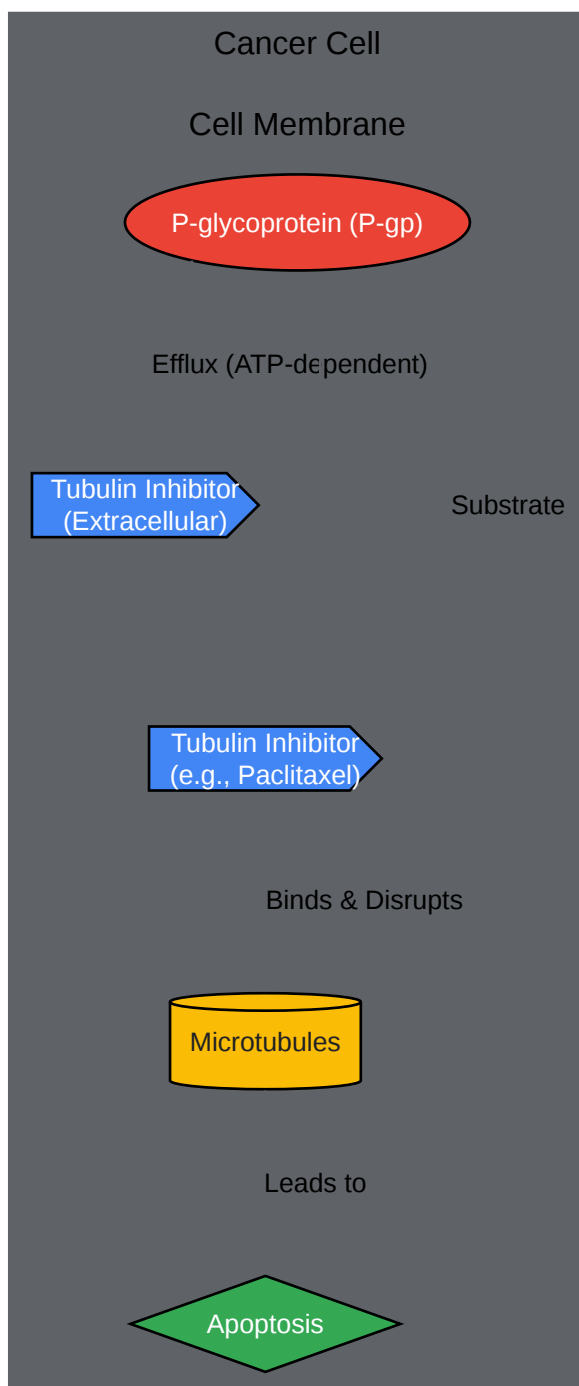 Cancer Cell
Cell Membrane
P-glycoprotein (P-gp)
Efflux (ATP-dependent)
Tubulin Inhibitor
(Extracellular)
Substrate
Tubulin Inhibitor
(e.g., Paclitaxel)
Binds & Disrupts
Microtubules
Leads to
Apoptosis